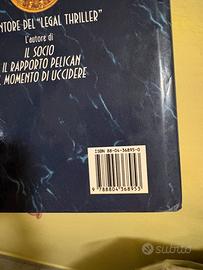 NTORE DEL "LEGAL THRILLER"
l'autore di
IL SOCIO
IL RAPPORTO PELICAN
MOMENTO DI UCCIDERE
ISBN 88-04-36895-0
9 788804 368953
subito